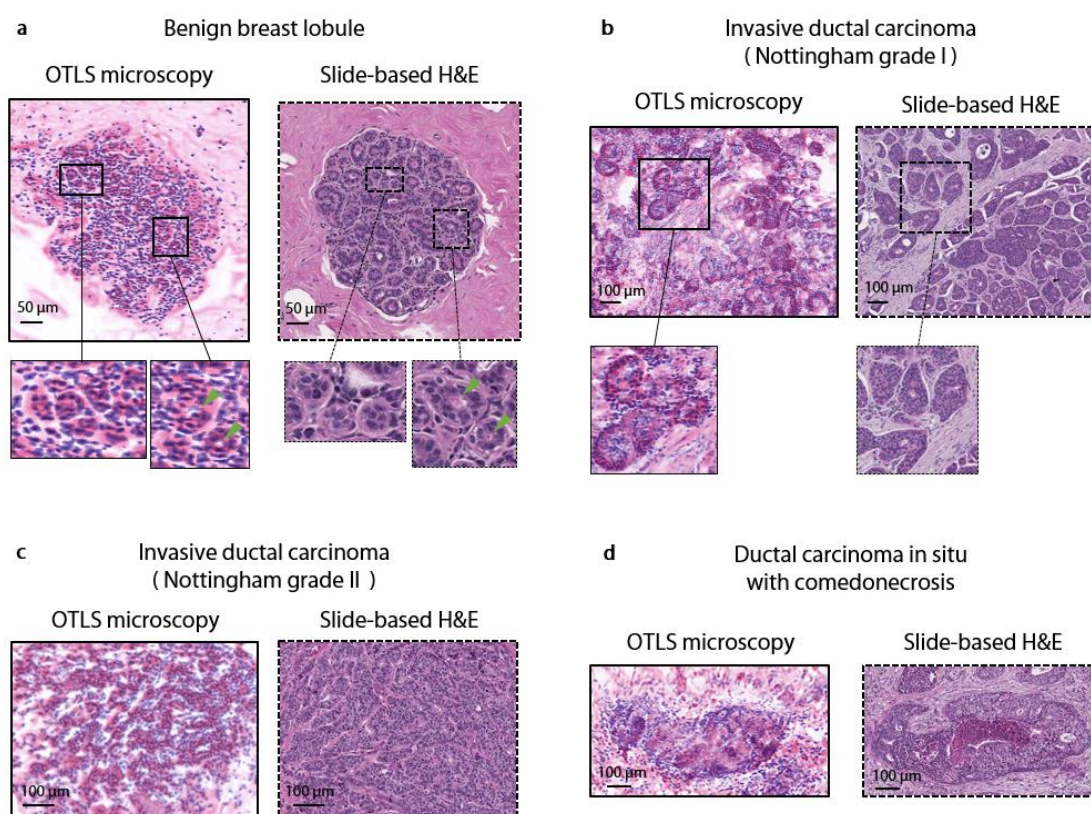 a Benign breast lobule
OTLS microscopy Slide-based H&E
50 µm 50 µm
b Invasive ductal carcinoma
( Nottingham grade I )
OTLS microscopy Slide-based H&E
100 µm 100 µm
c Invasive ductal carcinoma
( Nottingham grade II )
OTLS microscopy Slide-based H&E
100 µm 100 µm
d Ductal carcinoma in situ
with comedonecrosis
OTLS microscopy Slide-based H&E
100 µm 100 µm